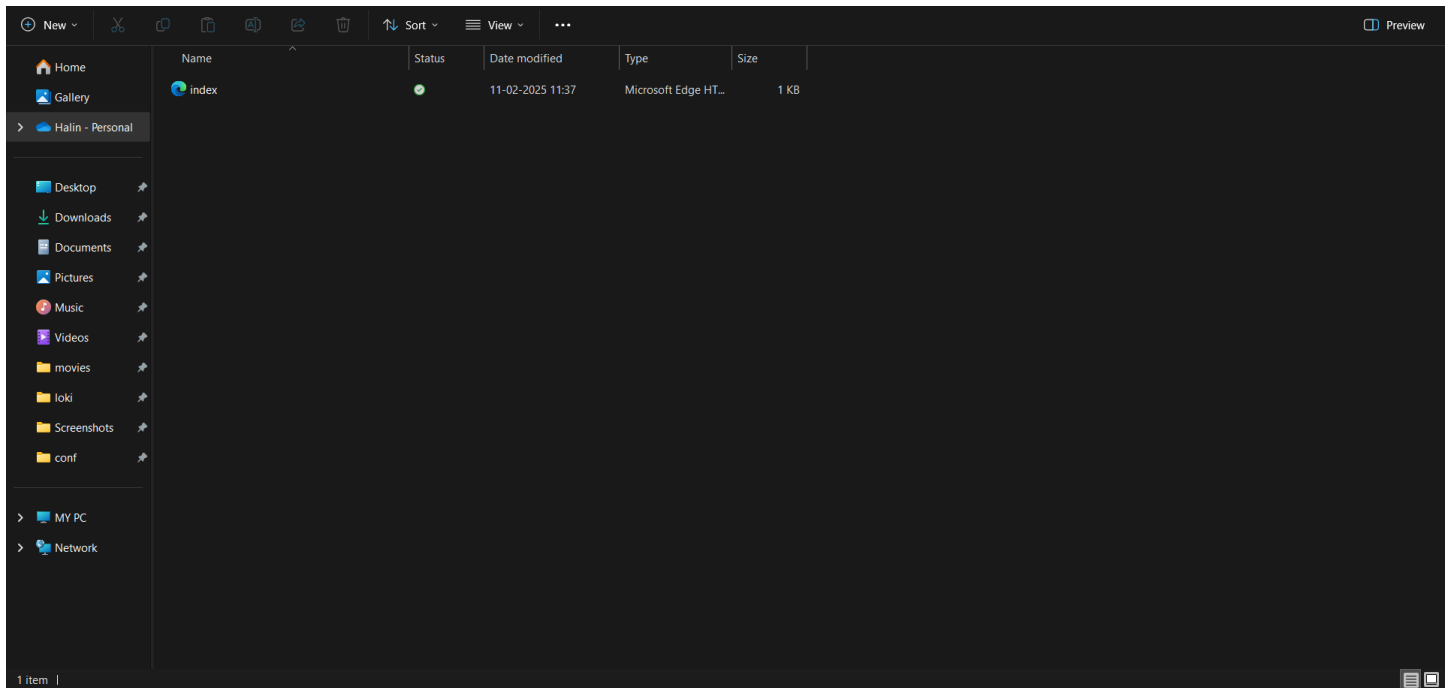 New Sort View ... Preview
Name Status Date modified Type Size
index 11-02-2025 11:37 Microsoft Edge HT... 1 KB
Home
Gallery
Halin - Personal
Desktop
Downloads
Documents
Pictures
Music
Videos
movies
loki
Screenshots
conf
MY PC
Network
1 item